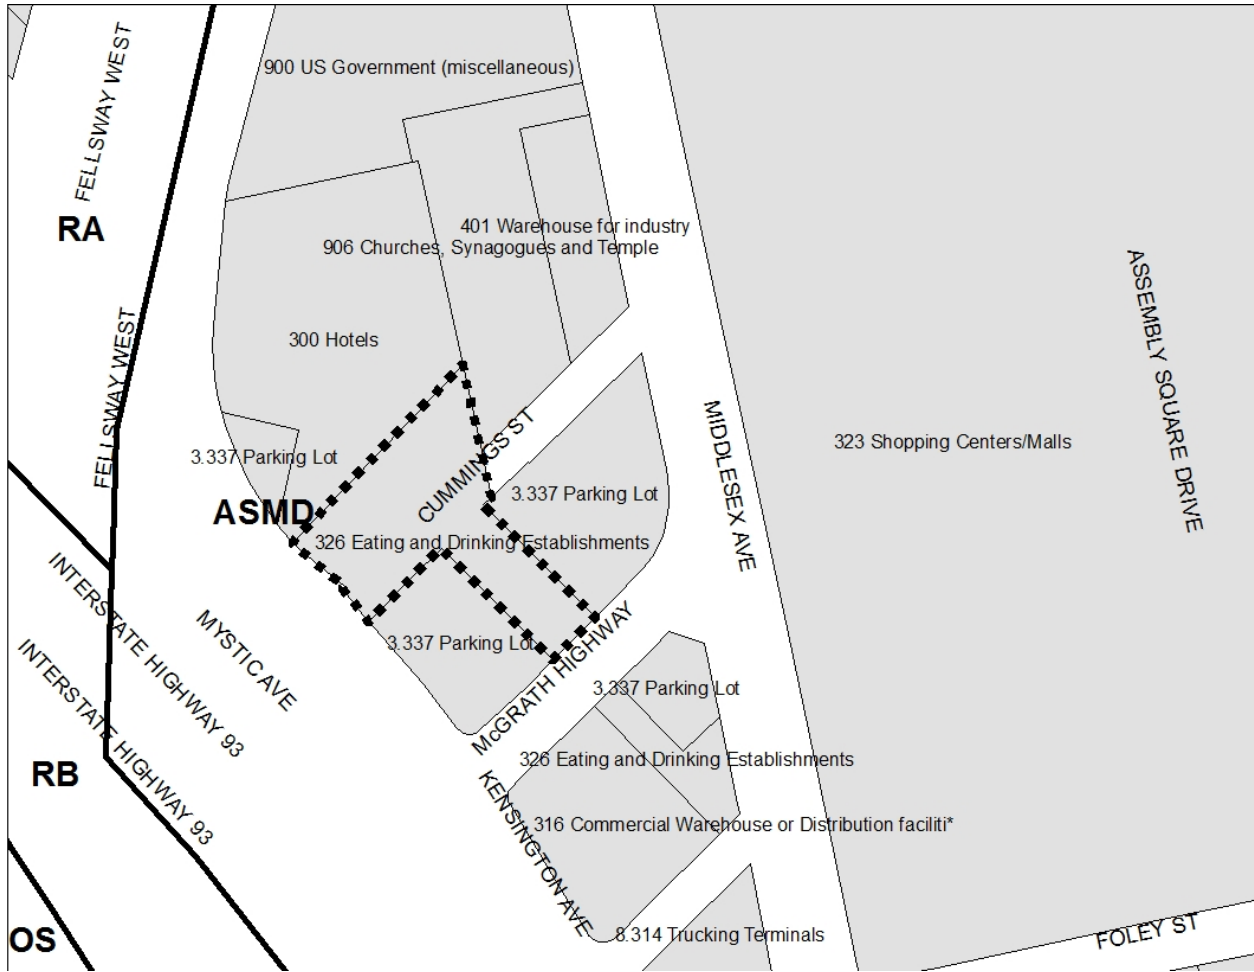 FELLSWAY WEST
900 US Government (miscellaneous)
RA
401 Warehouse for industry
906 Churches, Synagogues and Temple
ASSEMBLY SQUARE DRIVE
FELLSWAY WEST
300 Hotels
MIDDLESEX AVE
323 Shopping Centers/Malls
3.337 Parking Lot
CUMMINGS ST
3.337 Parking Lot
ASMD
326 Eating and Drinking Establishments
INTERSTATE HIGHWAY 93
MYSTIC AVE
3.337 Parking Lot
McGRATH HIGHWAY
INTERSTATE HIGHWAY 93
3.337 Parking Lot
RB
326 Eating and Drinking Establishments
KENSINGTON AVE
316 Commercial Warehouse or Distribution faciliti*
OS
8.314 Trucking Terminals
FOLEY ST